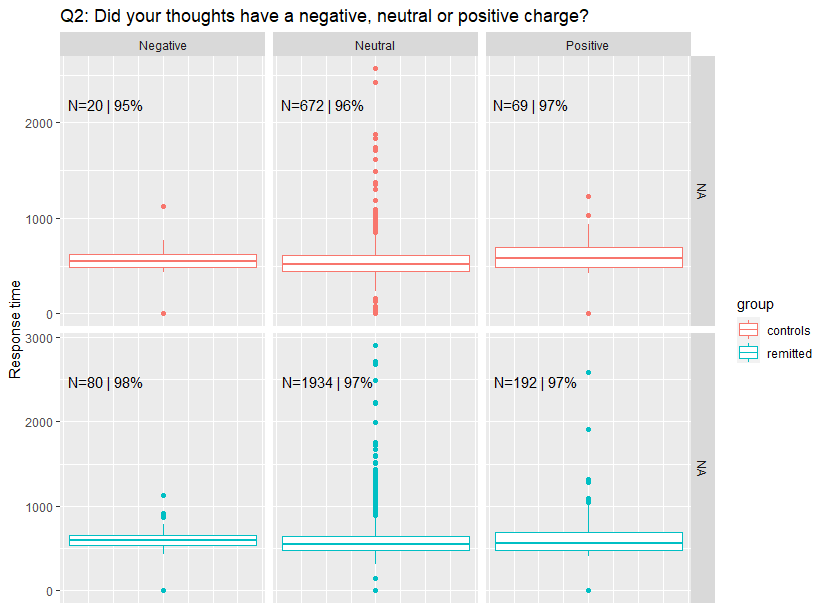 Q2: Did your thoughts have a negative, neutral or positive charge?
Negative
Neutral
Positive
N=20 | 95%
N=672 | 96%
N=69 | 97%
2000
1000
0
NA
Response time
3000
2000
1000
0
N=80 | 98%
N=1934 | 97%
N=192 | 97%
NA
group
controls
remitted